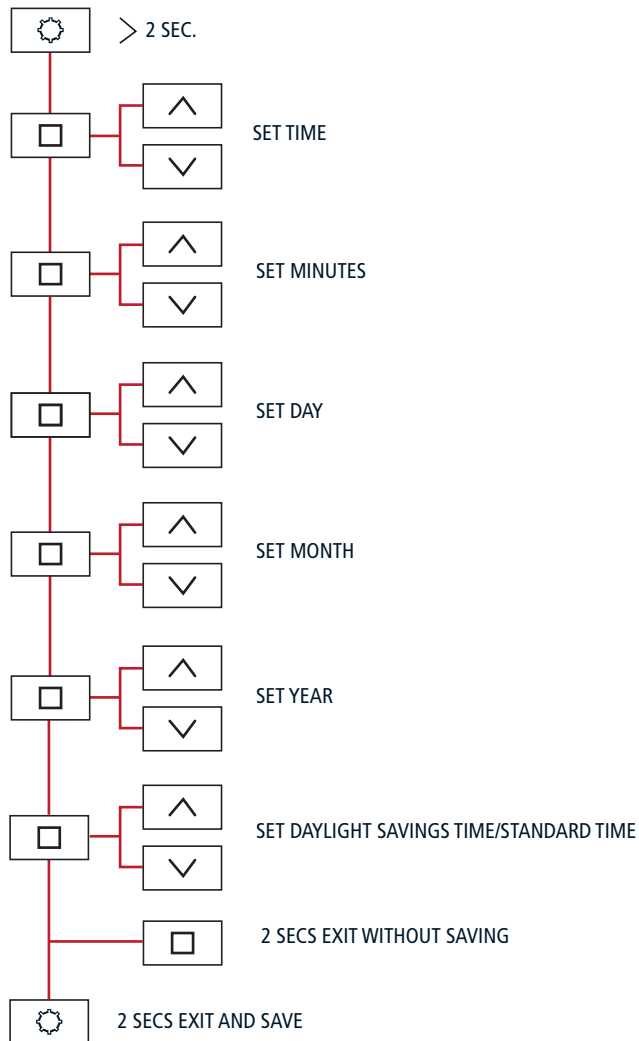 > 2 SEC.
SET TIME
SET MINUTES
SET DAY
SET MONTH
SET YEAR
SET DAYLIGHT SAVINGS TIME/STANDARD TIME
2 SECS EXIT WITHOUT SAVING
2 SECS EXIT AND SAVE